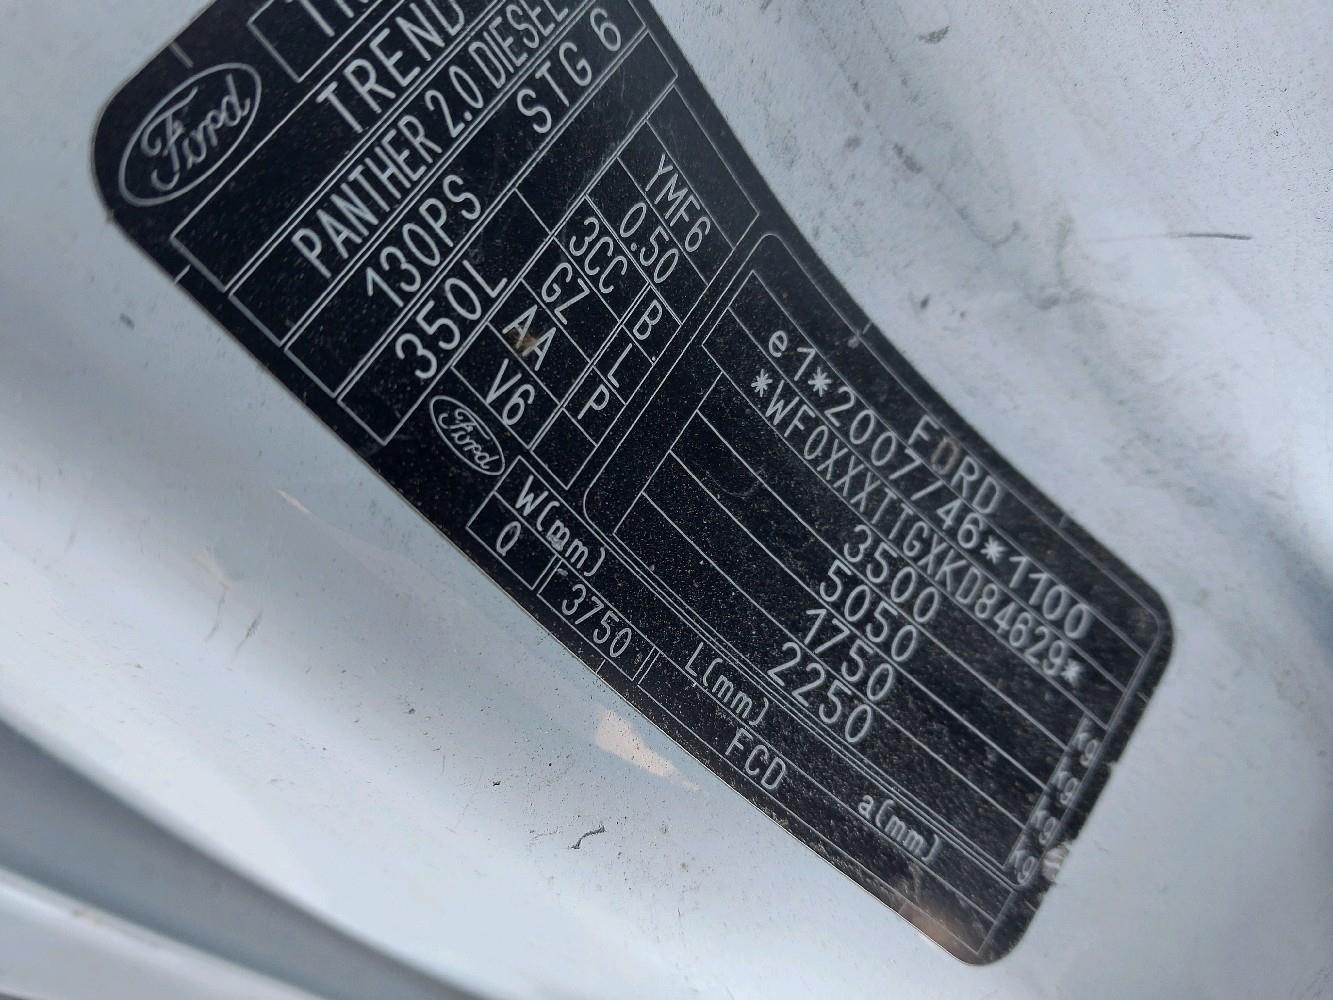 Ford
TREND
PANTHER 2.0 DIESEL
130PS STG 6
350L
YMF6
0.50
3CC B
GZ L
AA P
V6
FORD
e1*2007/46*1100
*WF0XXXTTGXKD84629*
3500 kg
5050 kg
1750 kg
2250 kg
Ford
W(mm) L(mm) a(mm)
Q 3750 FCD